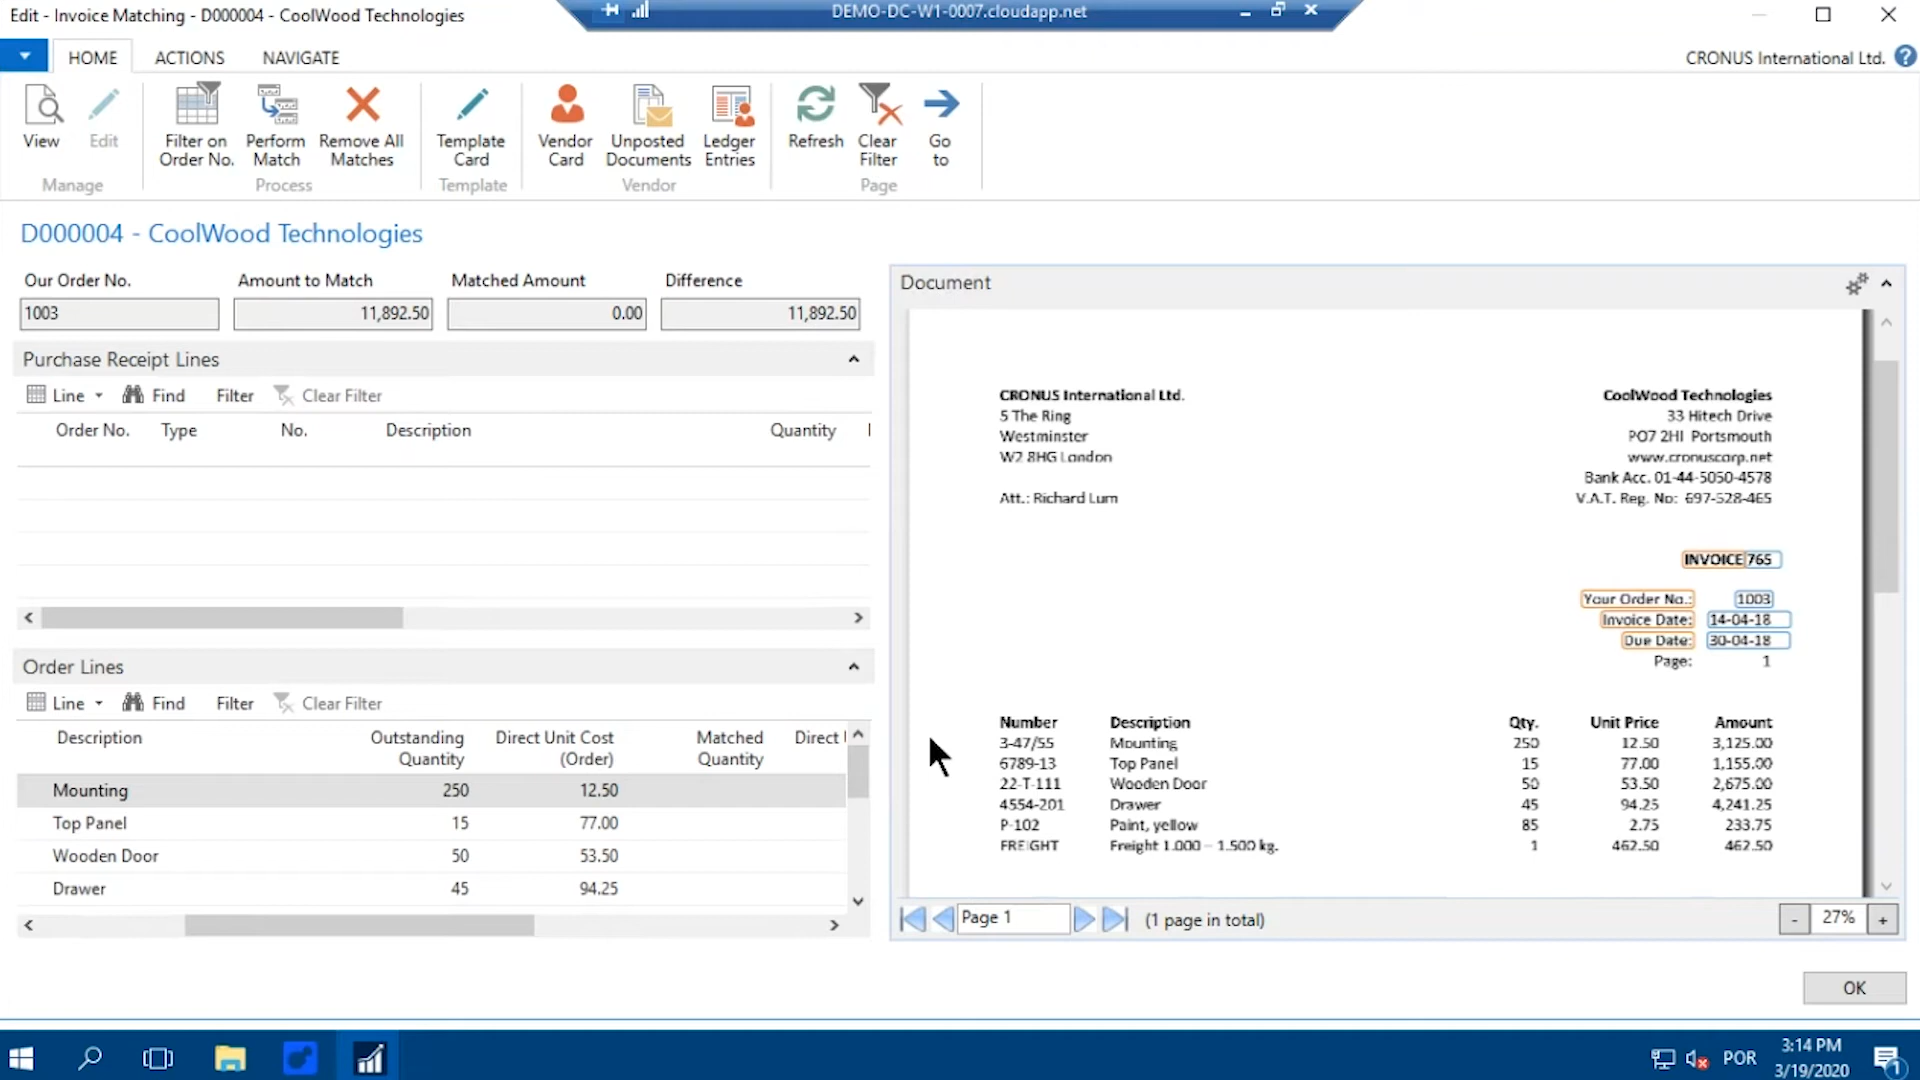 Edit - Invoice Matching - D000004 - CoolWood Technologies
DEMO-DC-W1-0007.cloudapp.net
HOME ACTIONS NAVIGATE
CRONUS International Ltd.
View
Edit
Filter on Order No.
Perform Match
Remove All Matches
Template Card
Vendor Card
Unposted Documents
Ledger Entries
Refresh
Clear Filter
Go to
Manage Process Template Vendor Page
D000004 - CoolWood Technologies
Our Order No. Amount to Match Matched Amount Difference
1003 11,892.50 0.00 11,892.50
Purchase Receipt Lines
Line Find Filter Clear Filter
Order No. Type No. Description Quantity
Order Lines
Line Find Filter Clear Filter
Description Outstanding Quantity Direct Unit Cost (Order) Matched Quantity Direct
Mounting 250 12.50
Top Panel 15 77.00
Wooden Door 50 53.50
Drawer 45 94.25
Document
CRONUS International Ltd.
5 The Ring
Westminster
W2 8HG London
Att.: Richard Lum
CoolWood Technologies
33 Hitech Drive
PO7 2HI Portsmouth
www.cronuscorp.net
Bank Acc. 01-44-5050-4578
V.A.T. Reg. No: 697-528-465
INVOICE 765
Your Order No.: 1003
Invoice Date: 14-04-18
Due Date: 30-04-18
Page: 1
Number Description Qty. Unit Price Amount
3-47/55 Mounting 250 12.50 3,125.00
6789-13 Top Panel 15 77.00 1,155.00
22-T-111 Wooden Door 50 53.50 2,675.00
4554-201 Drawer 45 94.25 4,241.25
P-102 Paint, yellow 85 2.75 233.75
FREIGHT Freight 1.000 – 1.500 kg. 1 462.50 462.50
Page 1 (1 page in total)
- 27% +
OK
POR
3:14 PM
3/19/2020
1